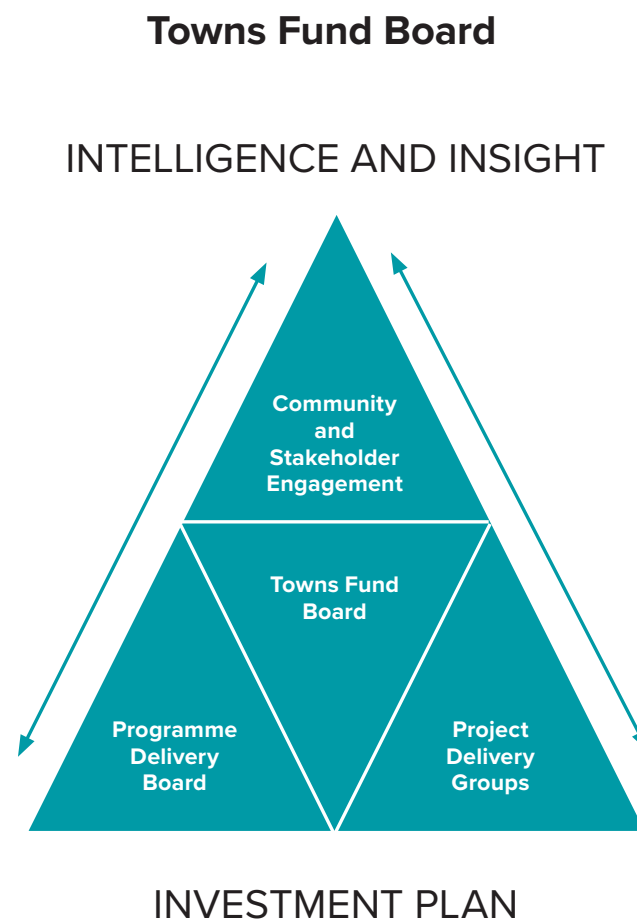 Towns Fund Board
INTELLIGENCE AND INSIGHT
Community
and
Stakeholder
Engagement
Towns Fund
Board
Programme
Delivery
Board
Project
Delivery
Groups
INVESTMENT PLAN